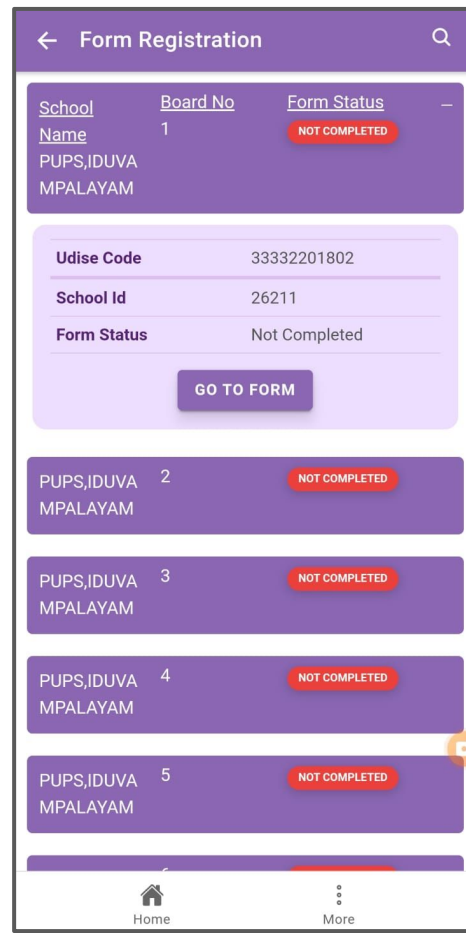 Form Registration
School Name Board No Form Status
PUPS,IDUVA
MPALAYAM
1
NOT COMPLETED
Udise Code 33332201802
School Id 26211
Form Status Not Completed
GO TO FORM
PUPS,IDUVA
MPALAYAM
2
NOT COMPLETED
PUPS,IDUVA
MPALAYAM
3
NOT COMPLETED
PUPS,IDUVA
MPALAYAM
4
NOT COMPLETED
PUPS,IDUVA
MPALAYAM
5
NOT COMPLETED
Home
More